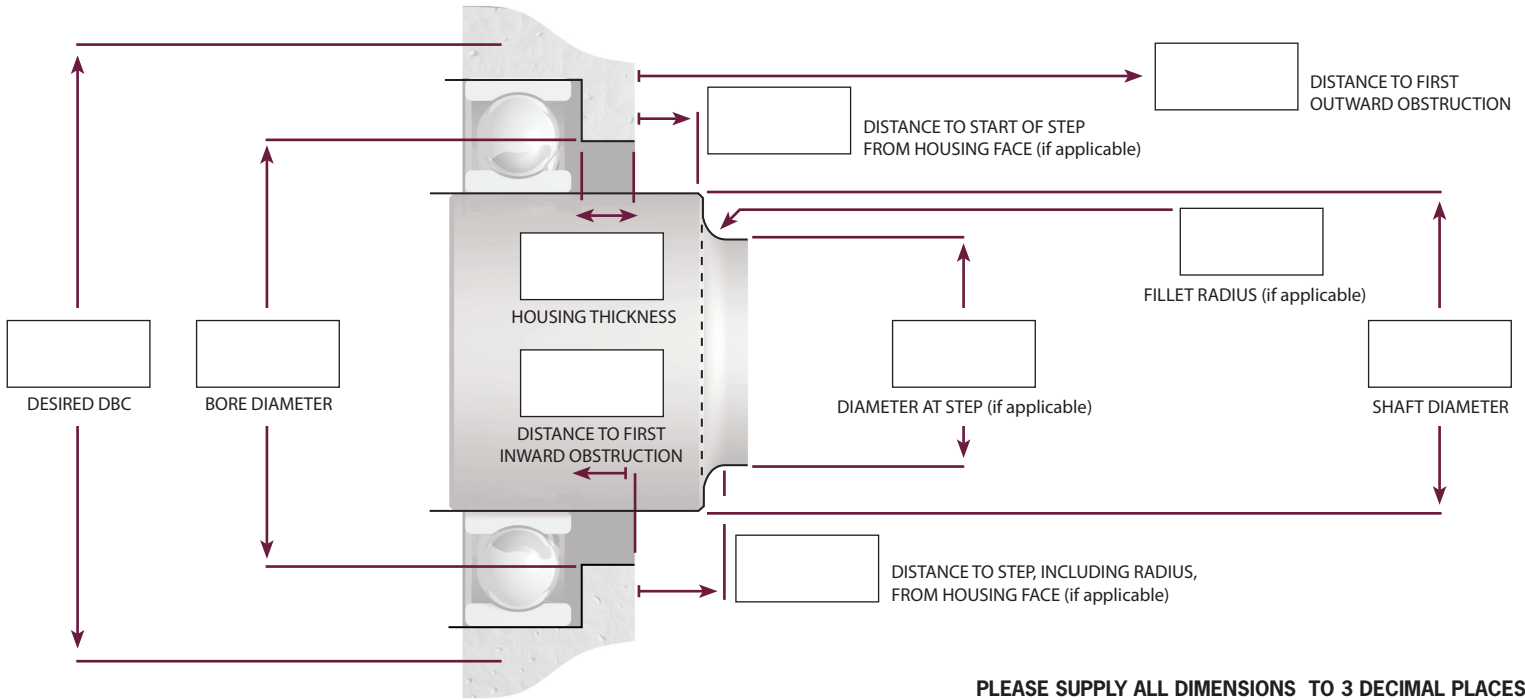 DISTANCE TO FIRST
OUTWARD OBSTRUCTION
DISTANCE TO START OF STEP
FROM HOUSING FACE (if applicable)
FILLET RADIUS (if applicable)
HOUSING THICKNESS
DESIRED DBC
BORE DIAMETER
DIAMETER AT STEP (if applicable)
SHAFT DIAMETER
DISTANCE TO FIRST
INWARD OBSTRUCTION
DISTANCE TO STEP, INCLUDING RADIUS,
FROM HOUSING FACE (if applicable)
PLEASE SUPPLY ALL DIMENSIONS TO 3 DECIMAL PLACES